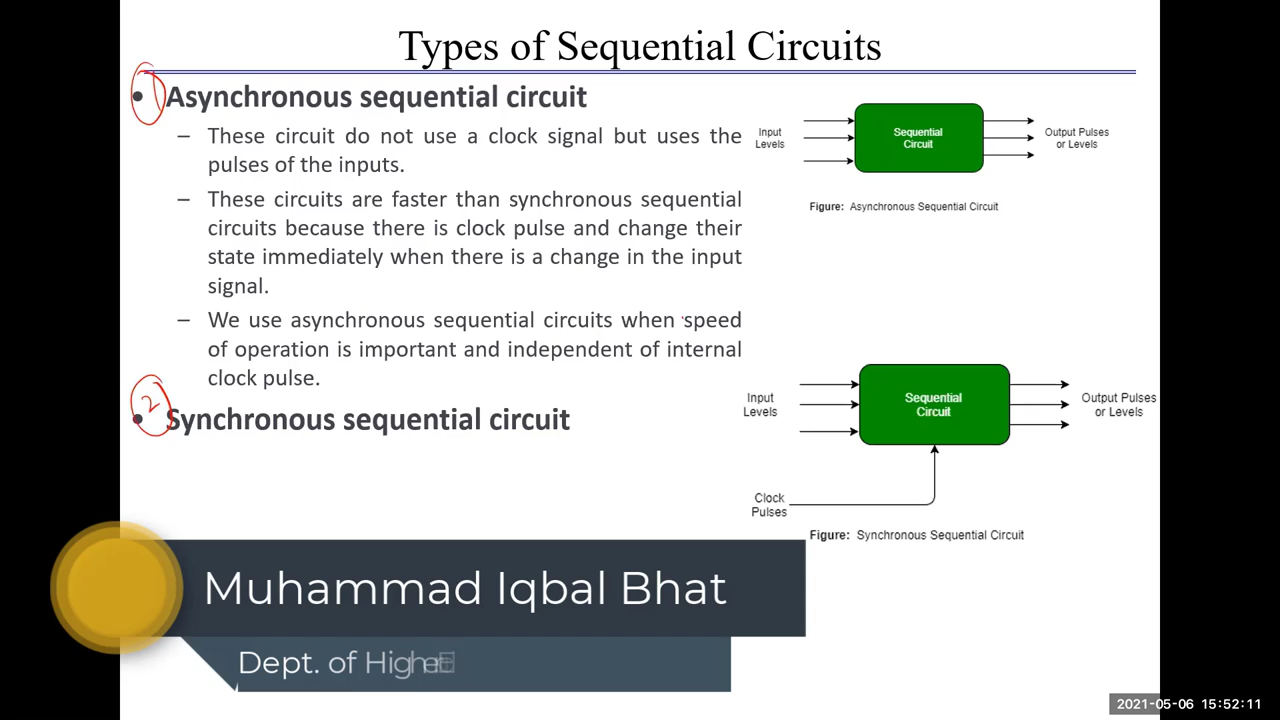 Types of Sequential Circuits
• Asynchronous sequential circuit
– These circuit do not use a clock signal but uses the
pulses of the inputs.
– These circuits are faster than synchronous sequential
circuits because there is clock pulse and change their
state immediately when there is a change in the input
signal.
– We use asynchronous sequential circuits when speed
of operation is important and independent of internal
clock pulse.
2
• Synchronous sequential circuit
Input
Levels
Sequential
Circuit
Output Pulses
or Levels
Figure: Asynchronous Sequential Circuit
Input
Levels
Sequential
Circuit
Output Pulses
or Levels
Clock
Pulses
Figure: Synchronous Sequential Circuit
Muhammad Iqbal Bhat
Dept. of Higher
2021-05-06 15:52:11